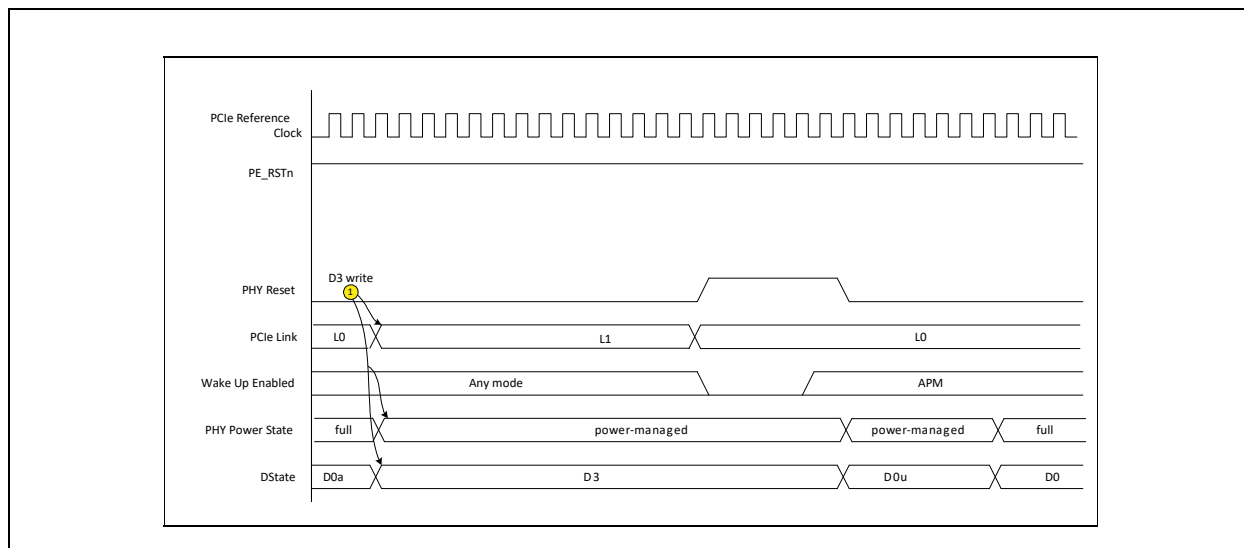 PCIe Reference
Clock
PE_RSTn
D3 write
PHY Reset
1
PCIe Link
L0
L1
L0
Wake Up Enabled
Any mode
APM
PHY Power State
full
power-managed
power-managed
full
DState
D0a
D3
D0u
D0